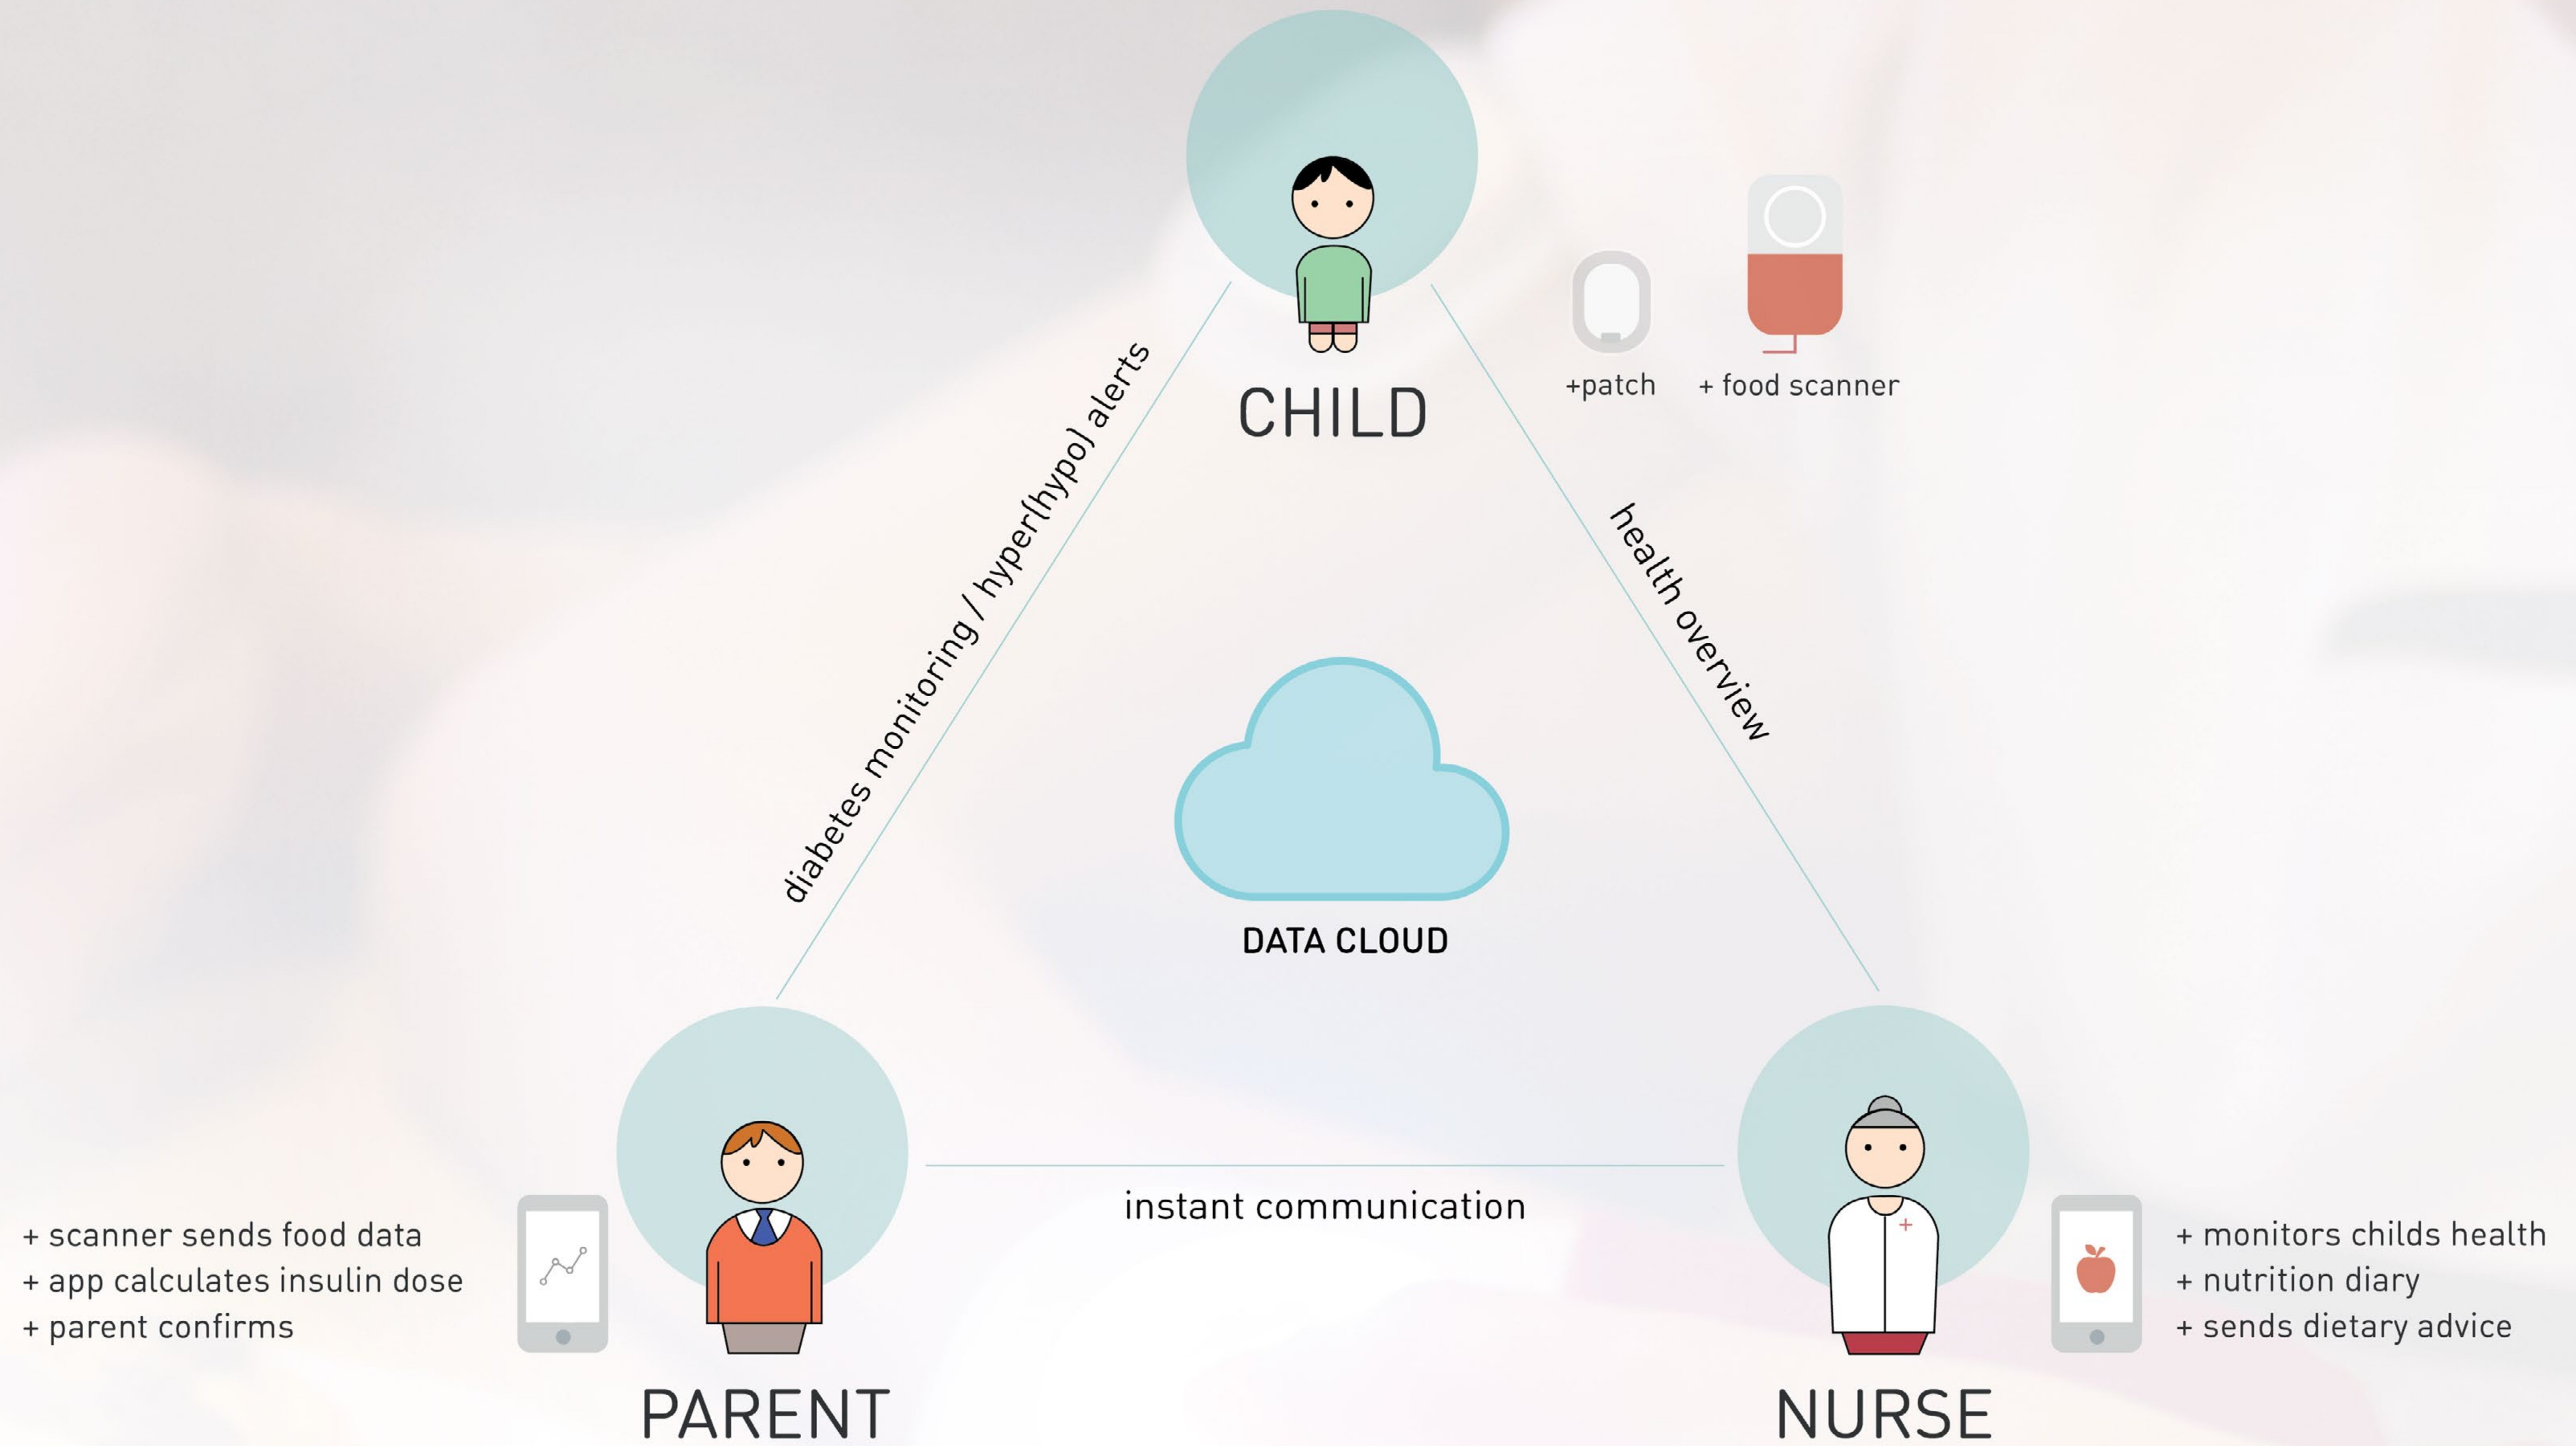 CHILD
+patch
+ food scanner
diabetes monitoring / hyper(hypo) alerts
health overview
DATA CLOUD
instant communication
+ scanner sends food data
+ app calculates insulin dose
+ parent confirms
PARENT
+
NURSE
+ monitors childs health
+ nutrition diary
+ sends dietary advice